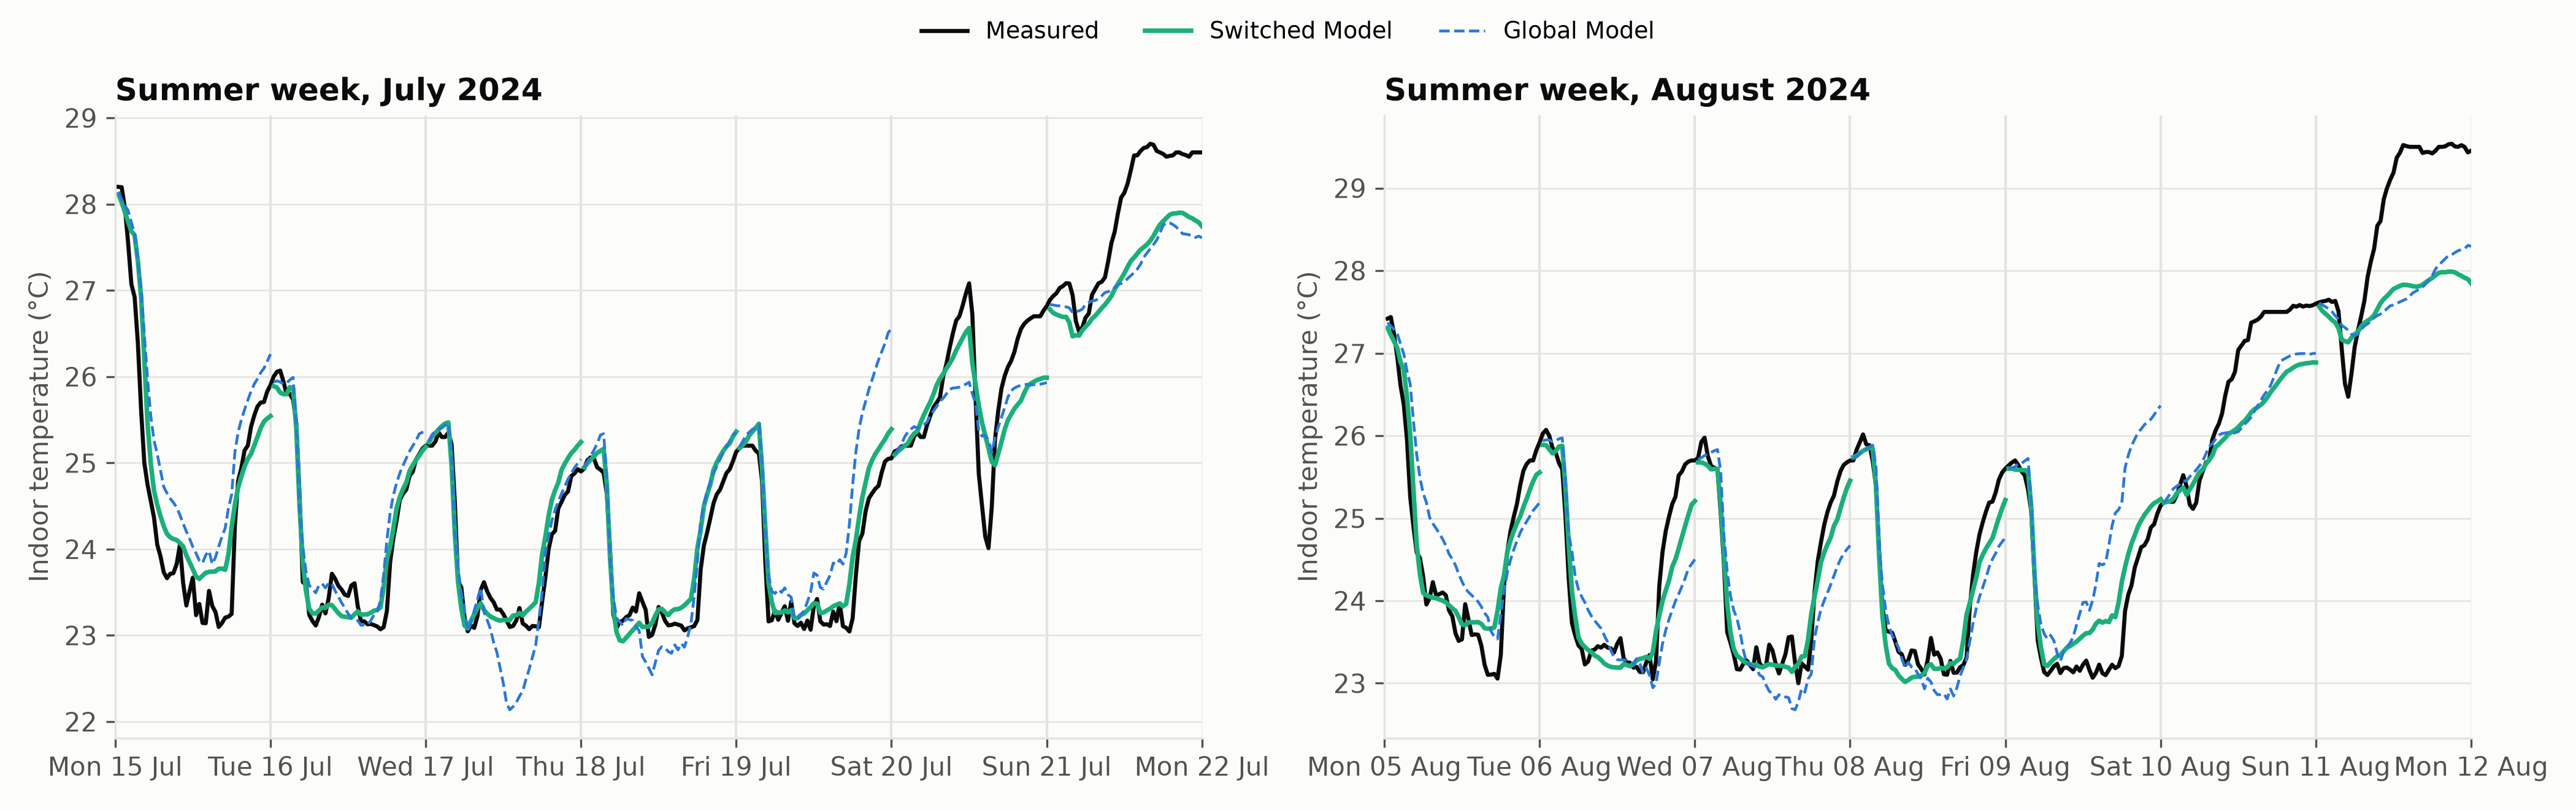 Measured Switched Model Global Model
Summer week, July 2024
Indoor temperature (°C)
29
28
27
26
25
24
23
22
Mon 15 Jul Tue 16 Jul Wed 17 Jul Thu 18 Jul Fri 19 Jul Sat 20 Jul Sun 21 Jul Mon 22 Jul
Summer week, August 2024
Indoor temperature (°C)
29
28
27
26
25
24
23
Mon 05 Aug Tue 06 Aug Wed 07 Aug Thu 08 Aug Fri 09 Aug Sat 10 Aug Sun 11 Aug Mon 12 Aug